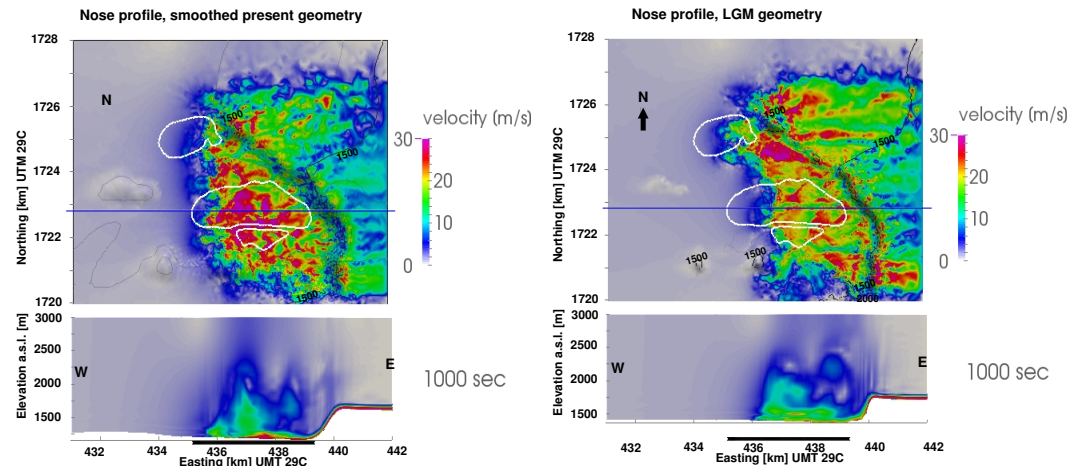 Nose profile, smoothed present geometry
1728
1726
1724
1722
1720
Northing [km] UTM 29C
N
1500
1500
1500
velocity (m/s)
30
20
10
0
3000
2500
2000
1500
Elevation a.s.l. [m]
W
E
1000 sec
432
434
436
438
440
442
Easting [km] UMT 29C
Nose profile, LGM geometry
1728
1726
1724
1722
1720
Northing [km] UTM 29C
N
1500
1500
1500
1500
2000
velocity (m/s)
30
20
10
0
3000
2500
2000
1500
Elevation a.s.l. [m]
W
E
1000 sec
432
434
436
438
440
442
Easting [km] UMT 29C